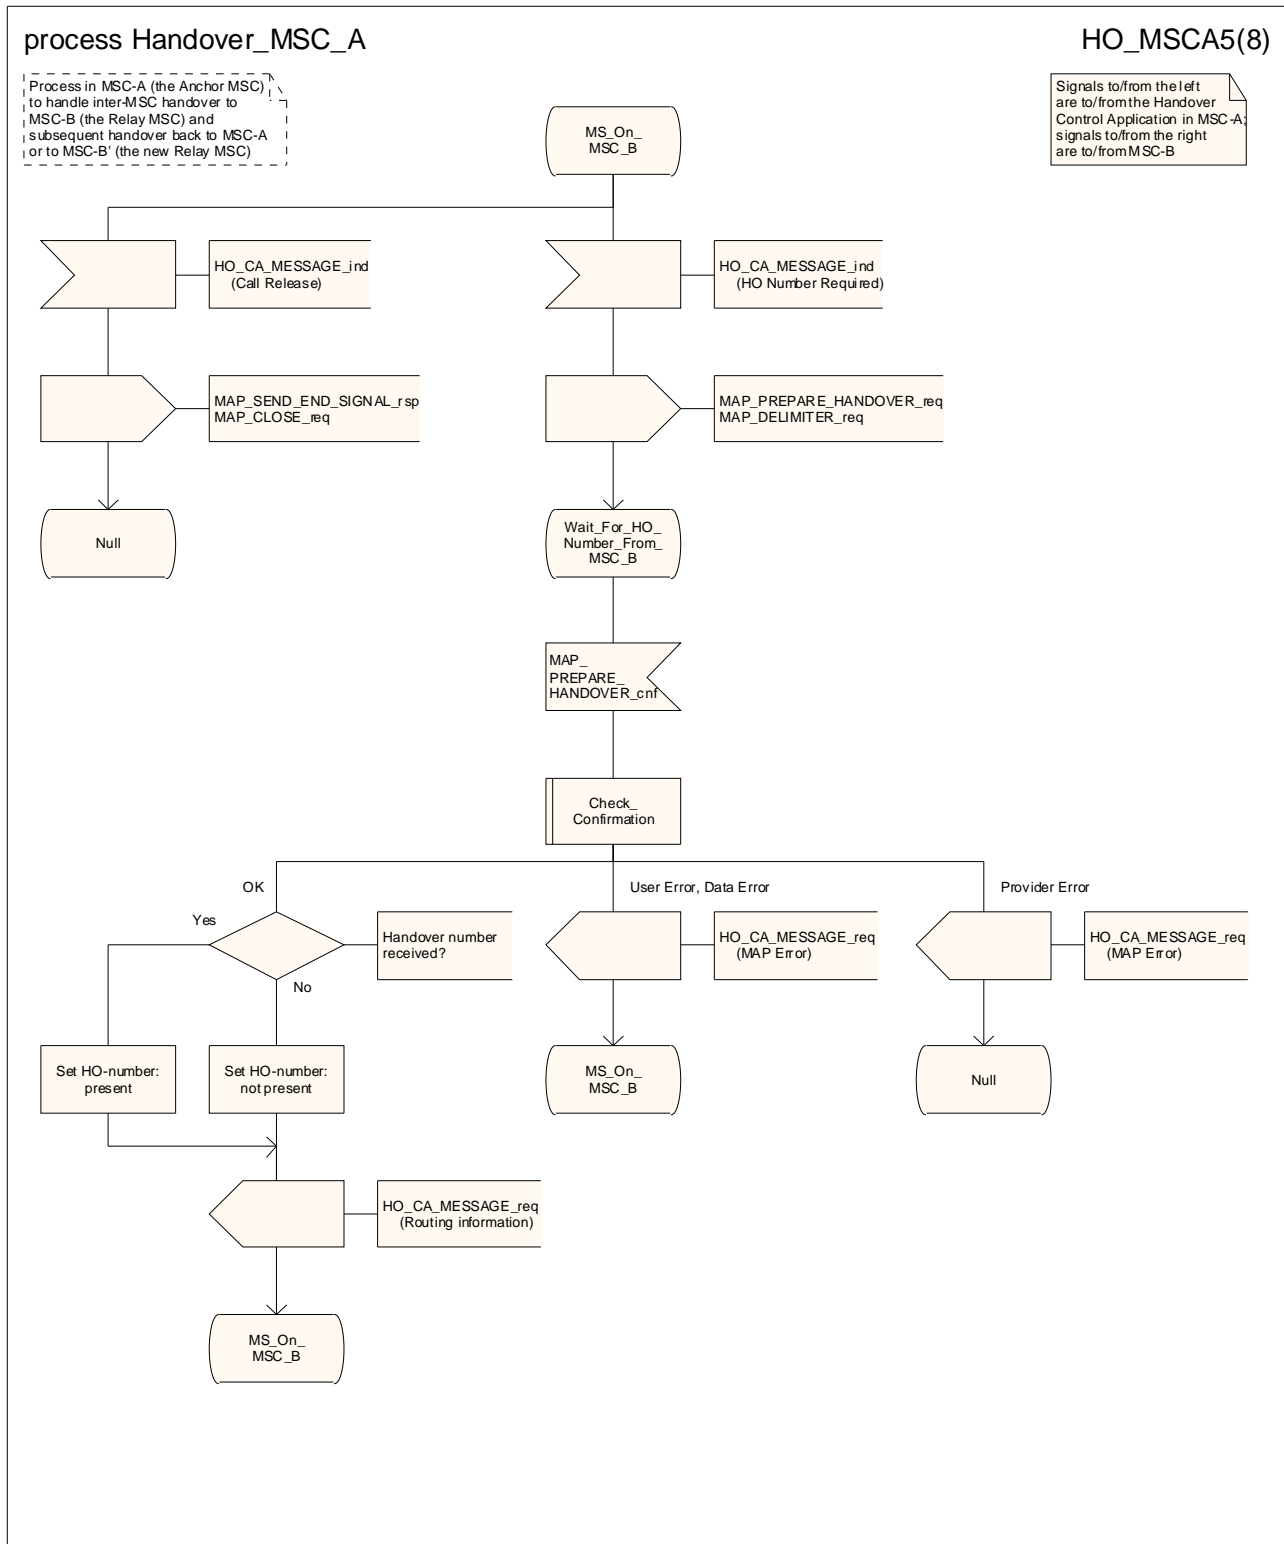 process Handover_MSC_A
HO_MSCA5(8)
Process in MSC-A (the Anchor MSC)
to handle inter-MSC handover to
MSC-B (the Relay MSC) and
subsequent handover back to MSC-A
or to MSC-B' (the new Relay MSC)
Signals to/from the left
are to/from the Handover
Control Application in MSC-A;
signals to/from the right
are to/from MSC-B
MS_On_
MSC_B
HO_CA_MESSAGE_ind
(Call Release)
HO_CA_MESSAGE_ind
(HO Number Required)
MAP_SEND_END_SIGNAL_rsp
MAP_CLOSE_req
MAP_PREPARE_HANDOVER_req
MAP_DELIMITER_req
Null
Wait_For_HO_
Number_From_
MSC_B
MAP_
PREPARE_
HANDOVER_cnf
Check_
Confirmation
OK
User Error, Data Error
Provider Error
Yes
Handover number
received?
No
HO_CA_MESSAGE_req
(MAP Error)
HO_CA_MESSAGE_req
(MAP Error)
Set HO-number:
present
Set HO-number:
not present
MS_On_
MSC_B
Null
HO_CA_MESSAGE_req
(Routing information)
MS_On_
MSC_B